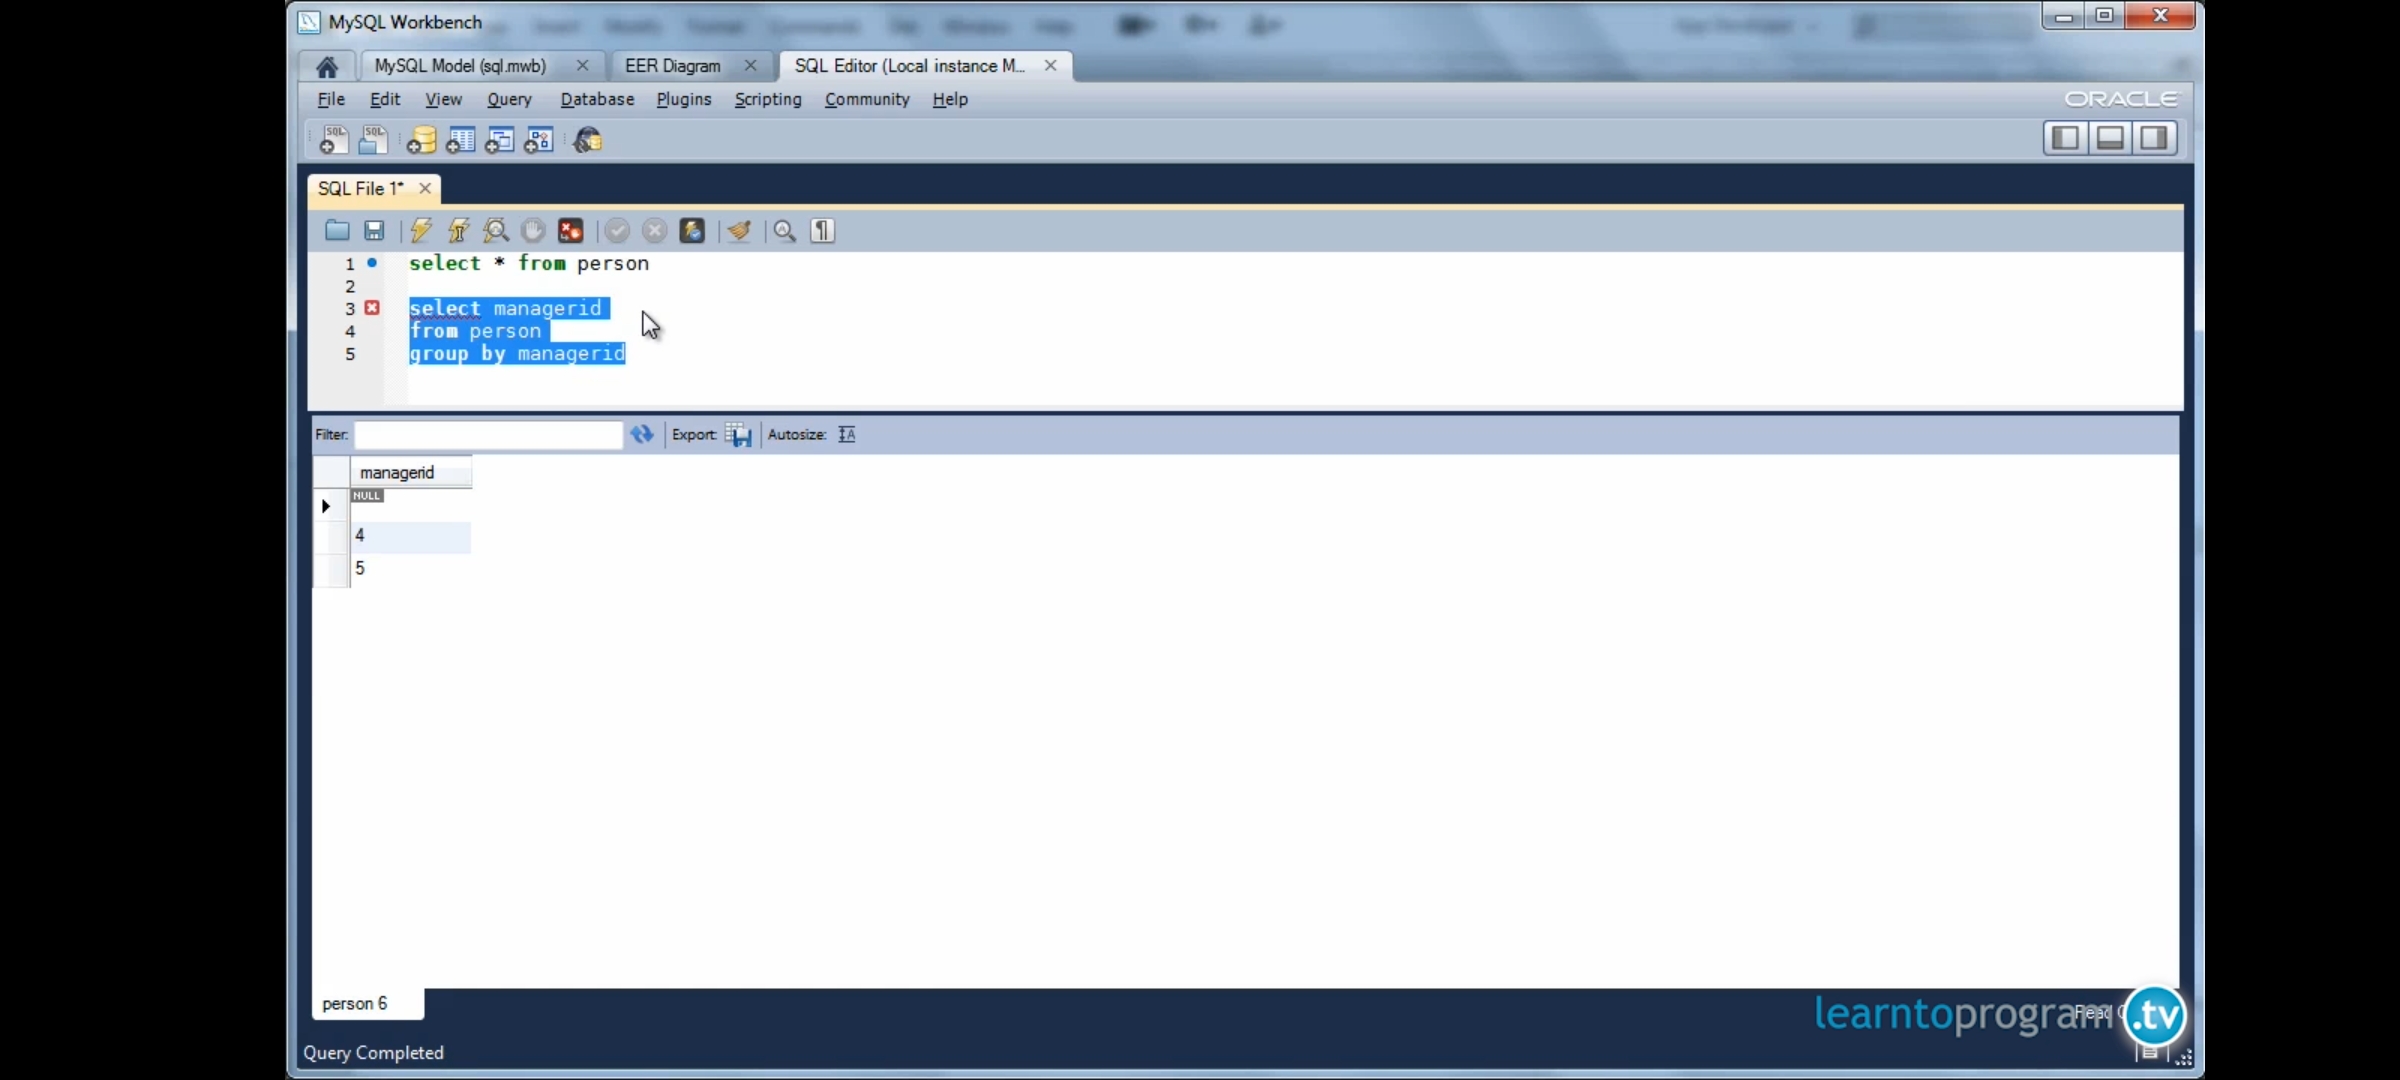 MySQL Workbench
MySQL Model (sql.mwb)
EER Diagram
SQL Editor (Local instance M...
File Edit View Query Database Plugins Scripting Community Help
ORACLE
SQL File 1*
1 select * from person
2
3 select managerid
4 from person
5 group by managerid
Filter: Export: Autosize:
managerid
NULL
4
5
person 6
learntoprogram.tv
Query Completed